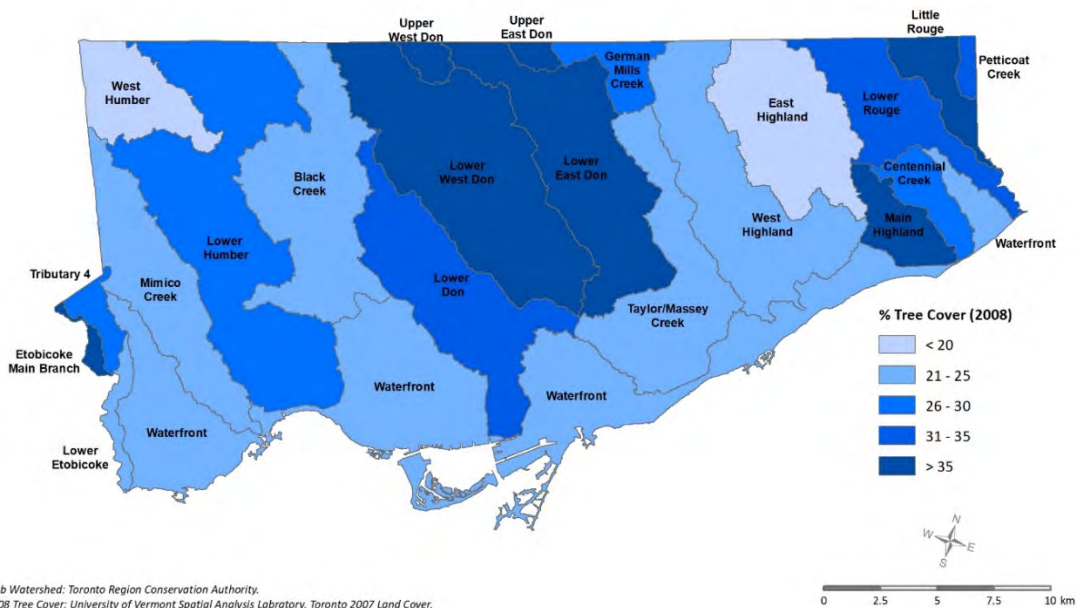 Upper
West Don
Upper
East Don
Little
Rouge
Petticoat
Creek
German
Mills
Creek
West
Humber
East
Highland
Lower
Rouge
Black
Creek
Lower
West Don
Lower
East Don
Centennial
Creek
Main
Highland
West
Highland
Waterfront
Lower
Humber
Tributary 4
Mimico
Creek
Lower
Don
Taylor/Massey
Creek
Etobicoke
Main Branch
Waterfront
Waterfront
Waterfront
Lower
Etobicoke
% Tree Cover (2008)
< 20
21 - 25
26 - 30
31 - 35
> 35
N
W
E
S
b Watershed: Toronto Region Conservation Authority.
08 Tree Cover: University of Vermont Spatial Analysis Labratory, Toronto 2007 Land Cover.
0 2.5 5 7.5 10 km